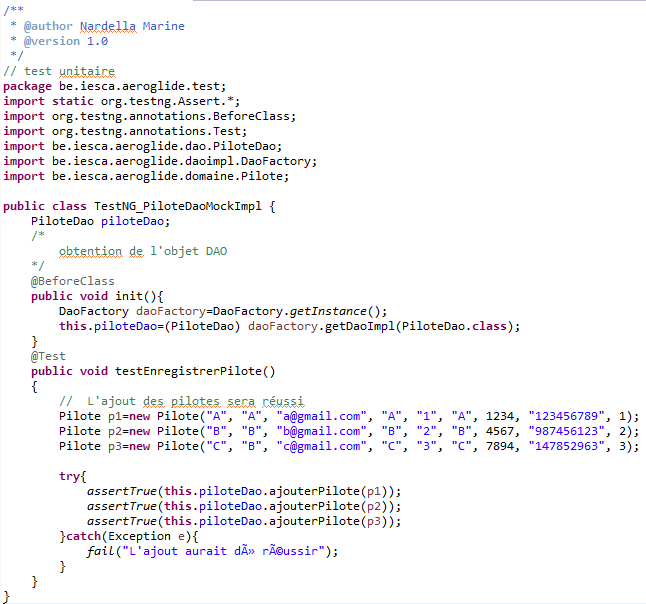 /**
 * @author Nardella Marine
 * @version 1.0
 */
// test unitaire
package be.iesca.aeroglide.test;
import static org.testng.Assert.*;
import org.testng.annotations.BeforeClass;
import org.testng.annotations.Test;
import be.iesca.aeroglide.dao.PiloteDao;
import be.iesca.aeroglide.daoimpl.DaoFactory;
import be.iesca.aeroglide.domaine.Pilote;

public class TestNG_PiloteDaoMockImpl {
    PiloteDao piloteDao;
    /*
        obtention de l'objet DAO
    */
    @BeforeClass
    public void init(){
        DaoFactory daoFactory=DaoFactory.getInstance();
        this.piloteDao=(PiloteDao) daoFactory.getDaoImpl(PiloteDao.class);
    }
    @Test
    public void testEnregistrerPilote()
    {
        //  L'ajout des pilotes sera réussi
        Pilote p1=new Pilote("A", "A", "a@gmail.com", "A", "1", "A", 1234, "123456789", 1);
        Pilote p2=new Pilote("B", "B", "b@gmail.com", "B", "2", "B", 4567, "987456123", 2);
        Pilote p3=new Pilote("C", "B", "c@gmail.com", "C", "3", "C", 7894, "147852963", 3);

        try{
            assertTrue(this.piloteDao.ajouterPilote(p1));
            assertTrue(this.piloteDao.ajouterPilote(p2));
            assertTrue(this.piloteDao.ajouterPilote(p3));
        }catch(Exception e){
            fail("L'ajout aurait dÃ» rÃ©ussir");
        }
    }
}